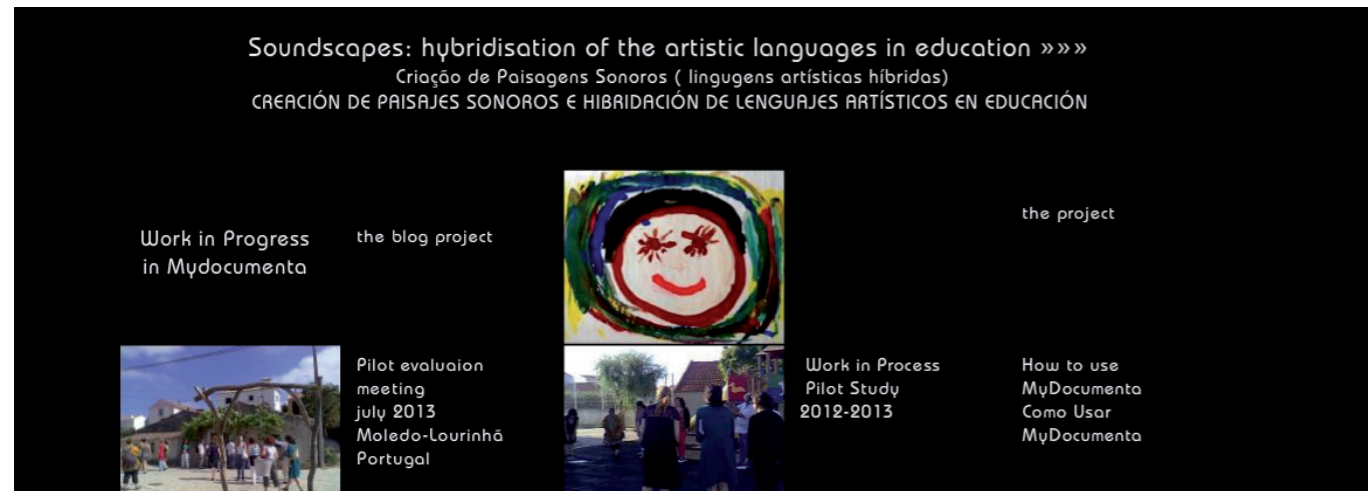 Soundscapes: hybridisation of the artistic languages in education »»»
Criação de Paisagens Sonoros ( lingugens artísticas híbridas)
CREACIÓN DE PAISAJES SONOROS E HIBRIDACIÓN DE LENGUAJES ARTÍSTICOS EN EDUCACIÓN
Work in Progress
in Mydocumenta
the blog project
the project
Pilot evaluaion
meeting
july 2013
Moledo-Lourinhã
Portugal
Work in Process
Pilot Study
2012-2013
How to use
MyDocumenta
Como Usar
MyDocumenta